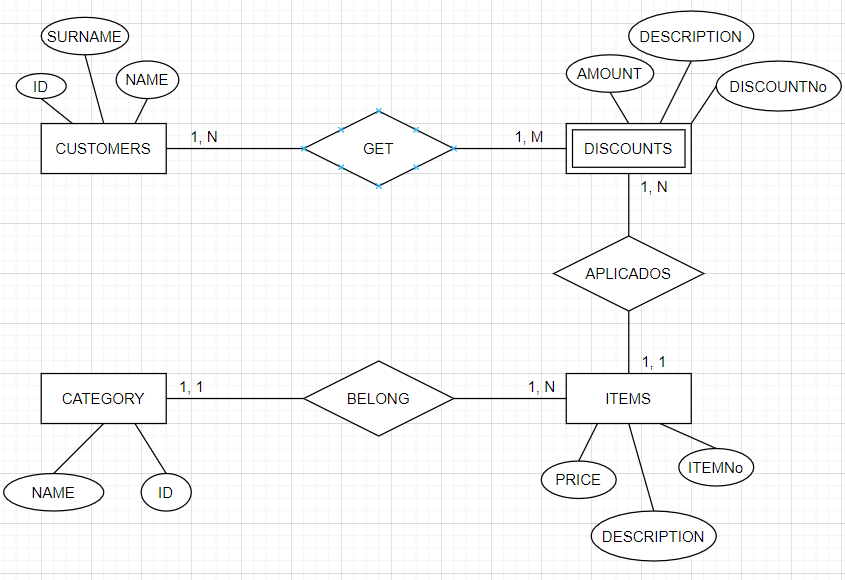 SURNAME
DESCRIPTION
ID
NAME
AMOUNT
DISCOUNTNo
CUSTOMERS
1, N
GET
1, M
DISCOUNTS
1, N
APLICADOS
1, 1
CATEGORY
1, 1
BELONG
1, N
ITEMS
NAME
ID
PRICE
ITEMNo
DESCRIPTION